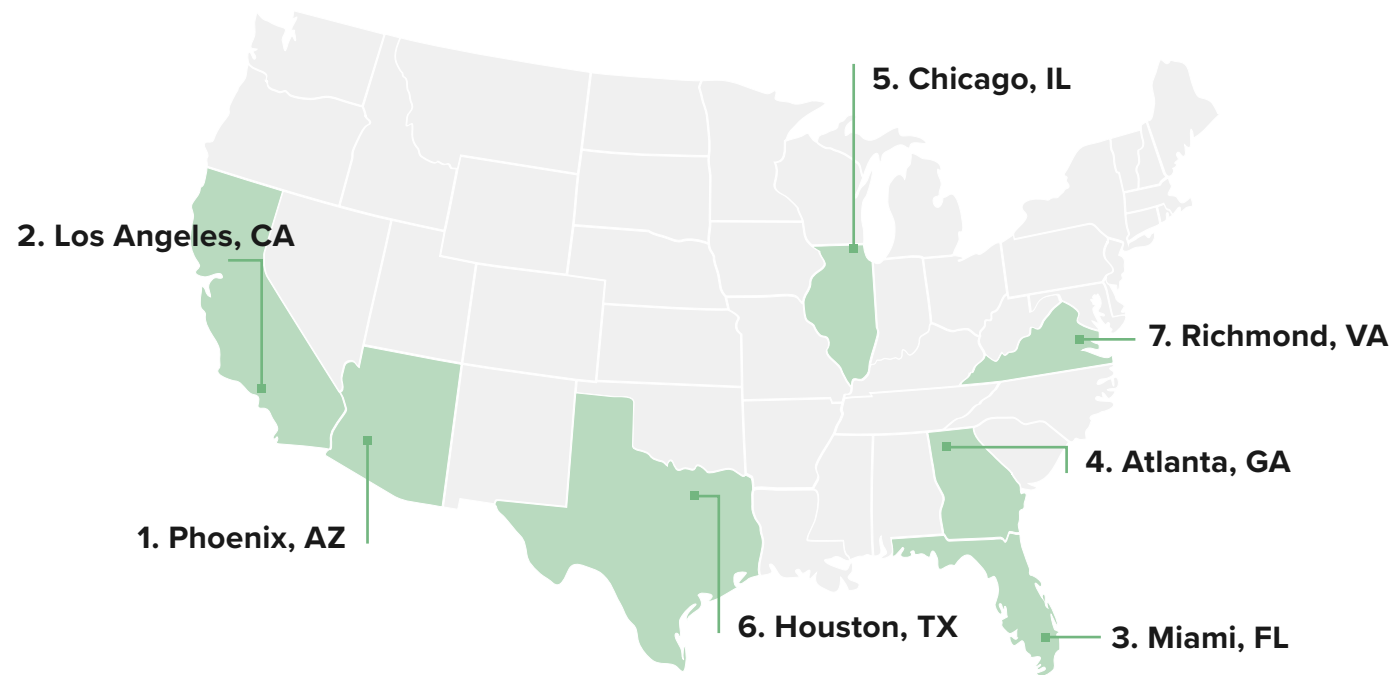 5. Chicago, IL
2. Los Angeles, CA
7. Richmond, VA
4. Atlanta, GA
1. Phoenix, AZ
6. Houston, TX
3. Miami, FL